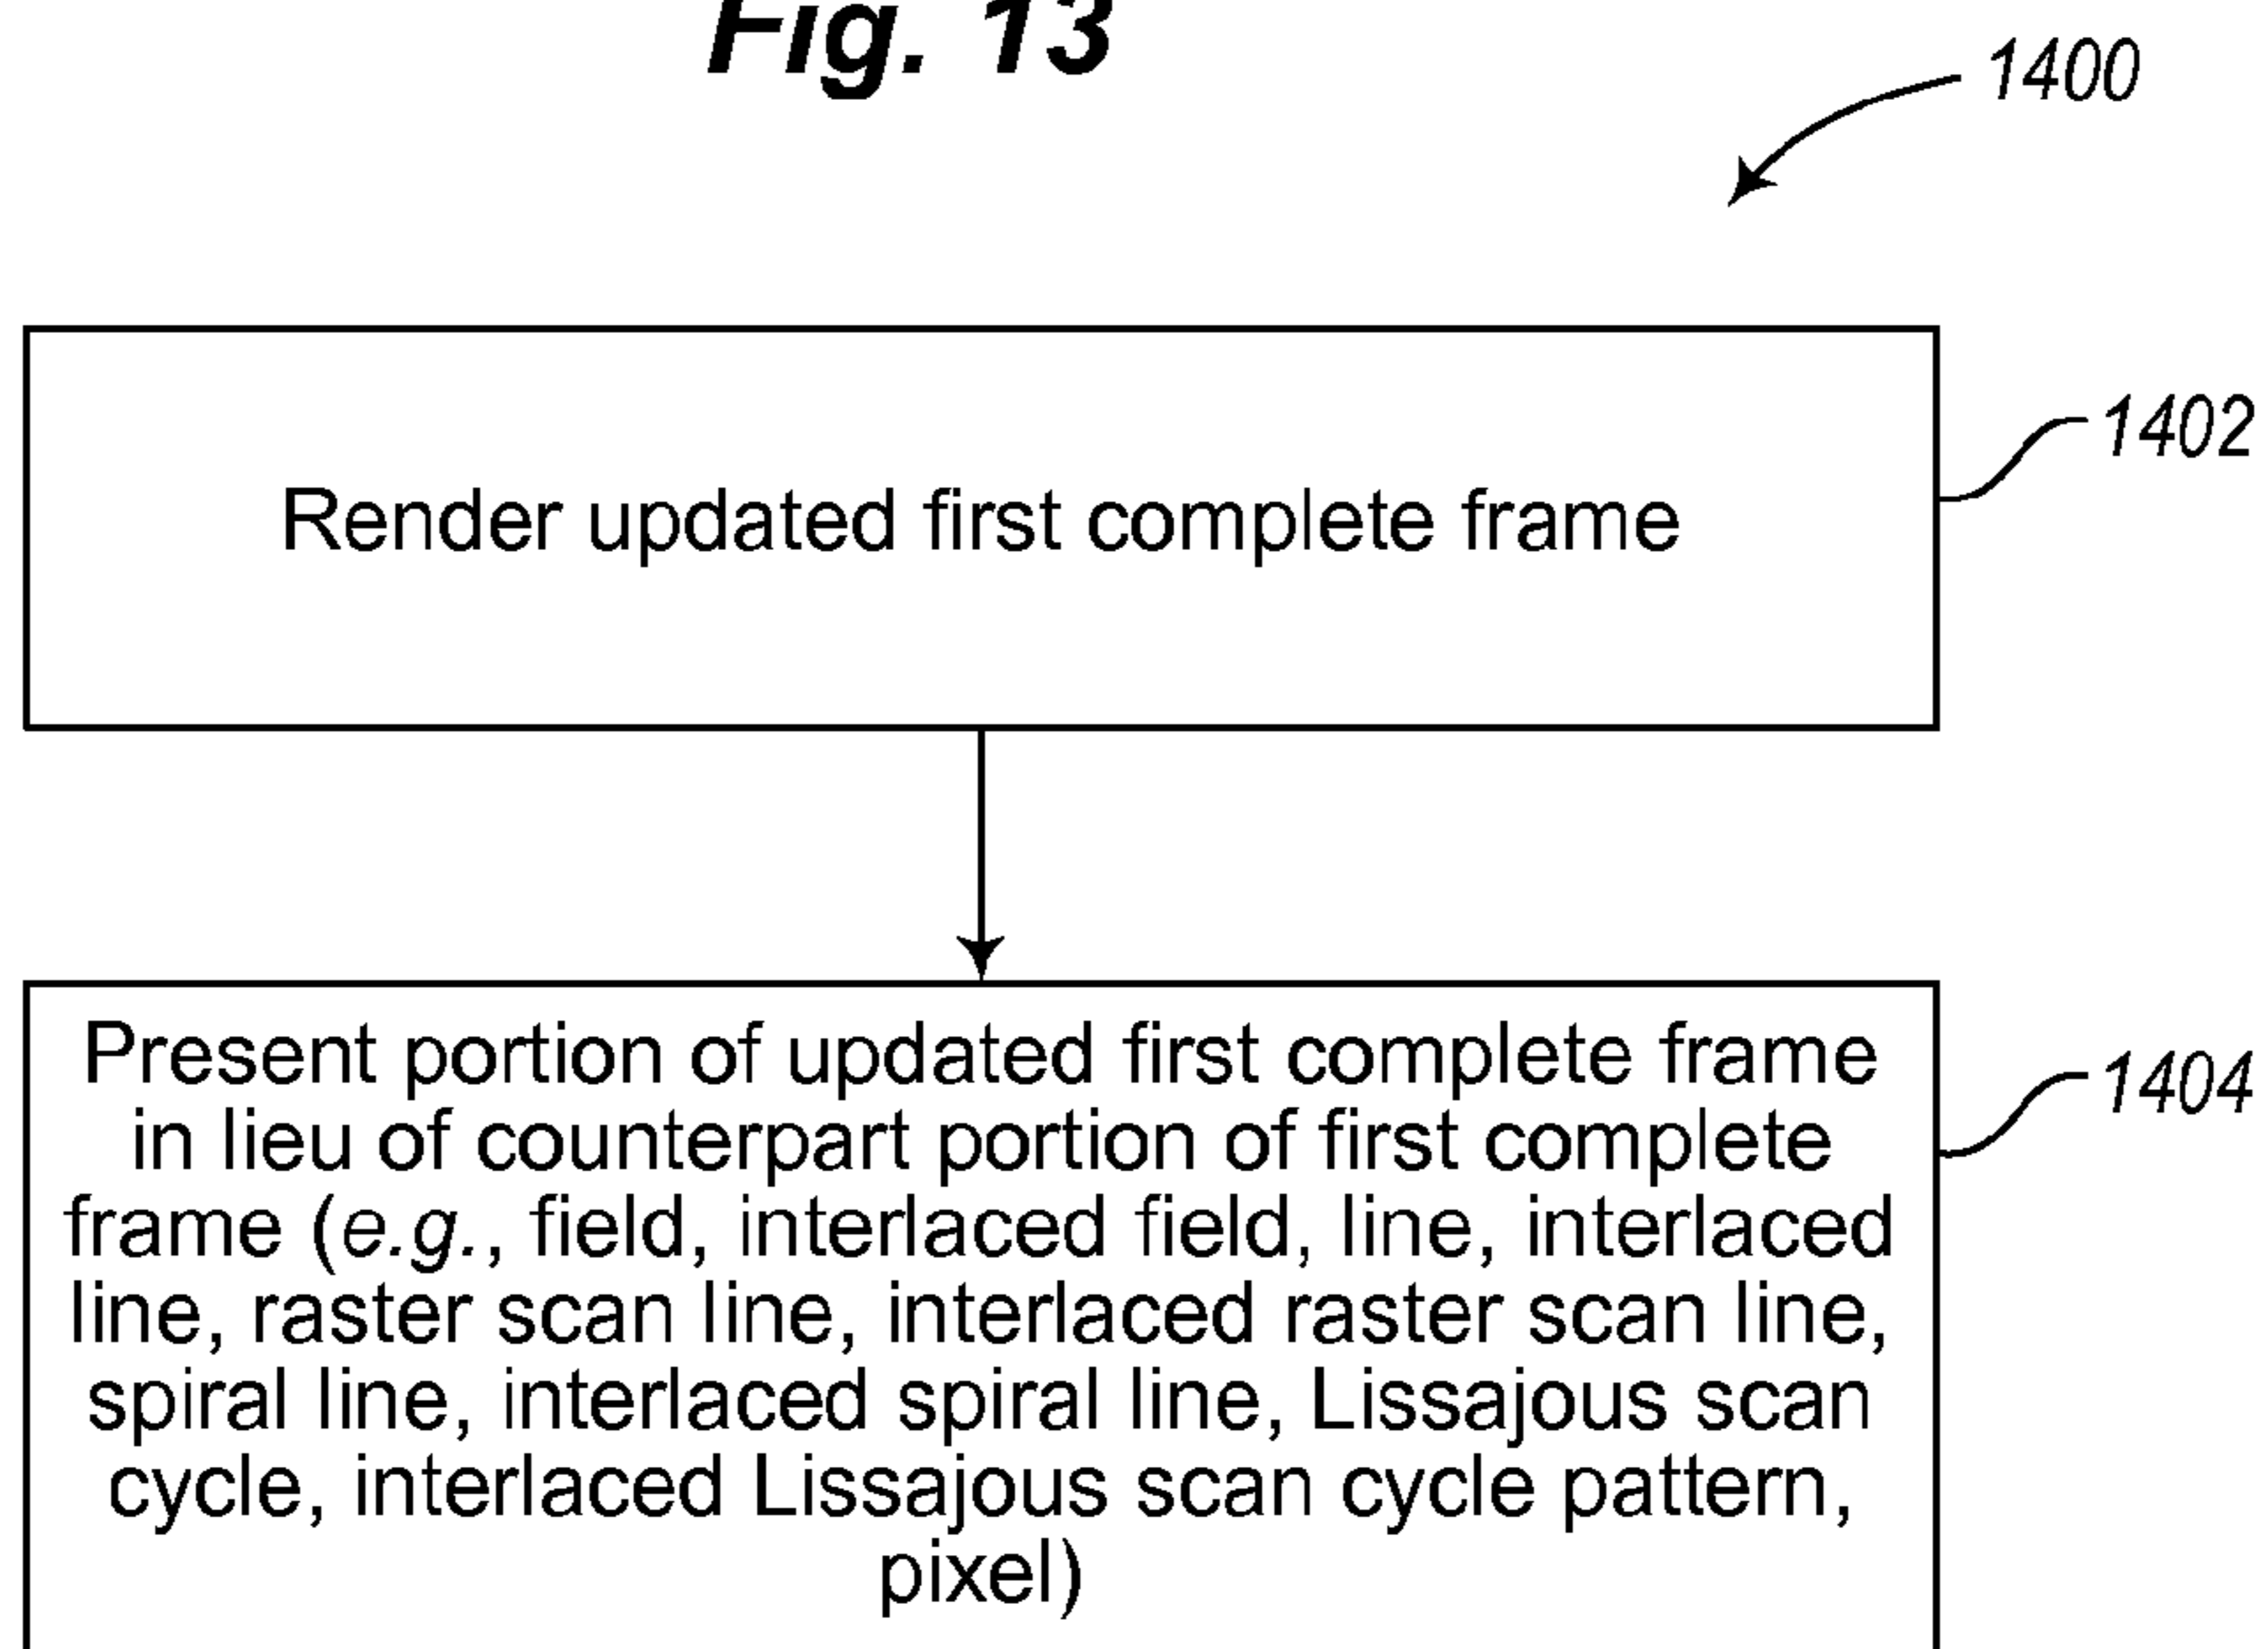 Fig. 13
1400
Render updated first complete frame
1402
Present portion of updated first complete frame
in lieu of counterpart portion of first complete
frame (e.g., field, interlaced field, line, interlaced
line, raster scan line, interlaced raster scan line,
spiral line, interlaced spiral line, Lissajous scan
cycle, interlaced Lissajous scan cycle pattern,
pixel)
1404